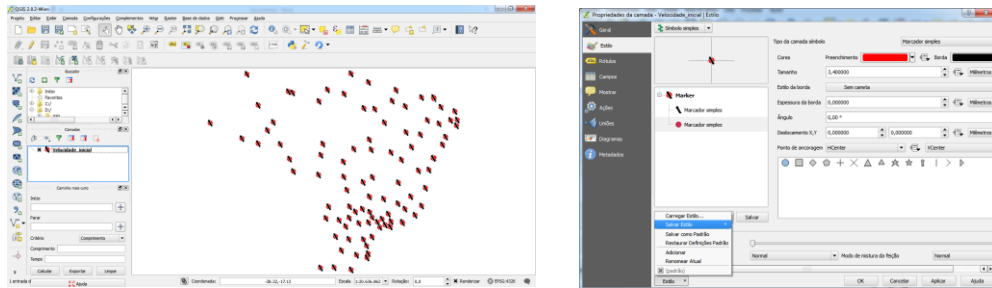 QGIS 2.8.2-Wien
Projeto Editar Exibir Camada Configurações Complementos Vetor Raster Base de dados Web Processar Ajuda
Buscador
Início
Favoritos
C:/
D:/
Camadas
Velocidade_inicial
Caminho mais curto
Início
Parar
Critério Comprimento
Comprimento
Tempo
Calcular Exportar Limpar
Ajuda
Coordenada: Escala Rotação: 0,0 Renderizar EPSG:4326
Propriedades da camada - Velocidade_inicial | Estilo
Geral
Estilo
Rótulos
Campos
Mostrar
Ações
Uniões
Diagramas
Metadados
Símbolo simples
Marker
Marcador simples
Marcador simples
Salvar
Tipo da camada símbolo Marcador simples
Cores Preenchimento Borda
Tamanho 3,400000 Milímetros
Estilo da borda Sem caneta
Espessura da borda 0,000000 Milímetros
Ângulo 0,00 °
Deslocamento X,Y 0,000000 0,000000 Milímetros
Ponto de ancoragem HCenter VCenter
Carregar Estilo...
Salvar Estilo
Salvar como Padrão
Restaurar Definições Padrão
Adicionar
Renomear Atual
(padrão)
Estilo
Normal Modo de mistura da feição Normal
OK Cancelar Aplicar Ajuda